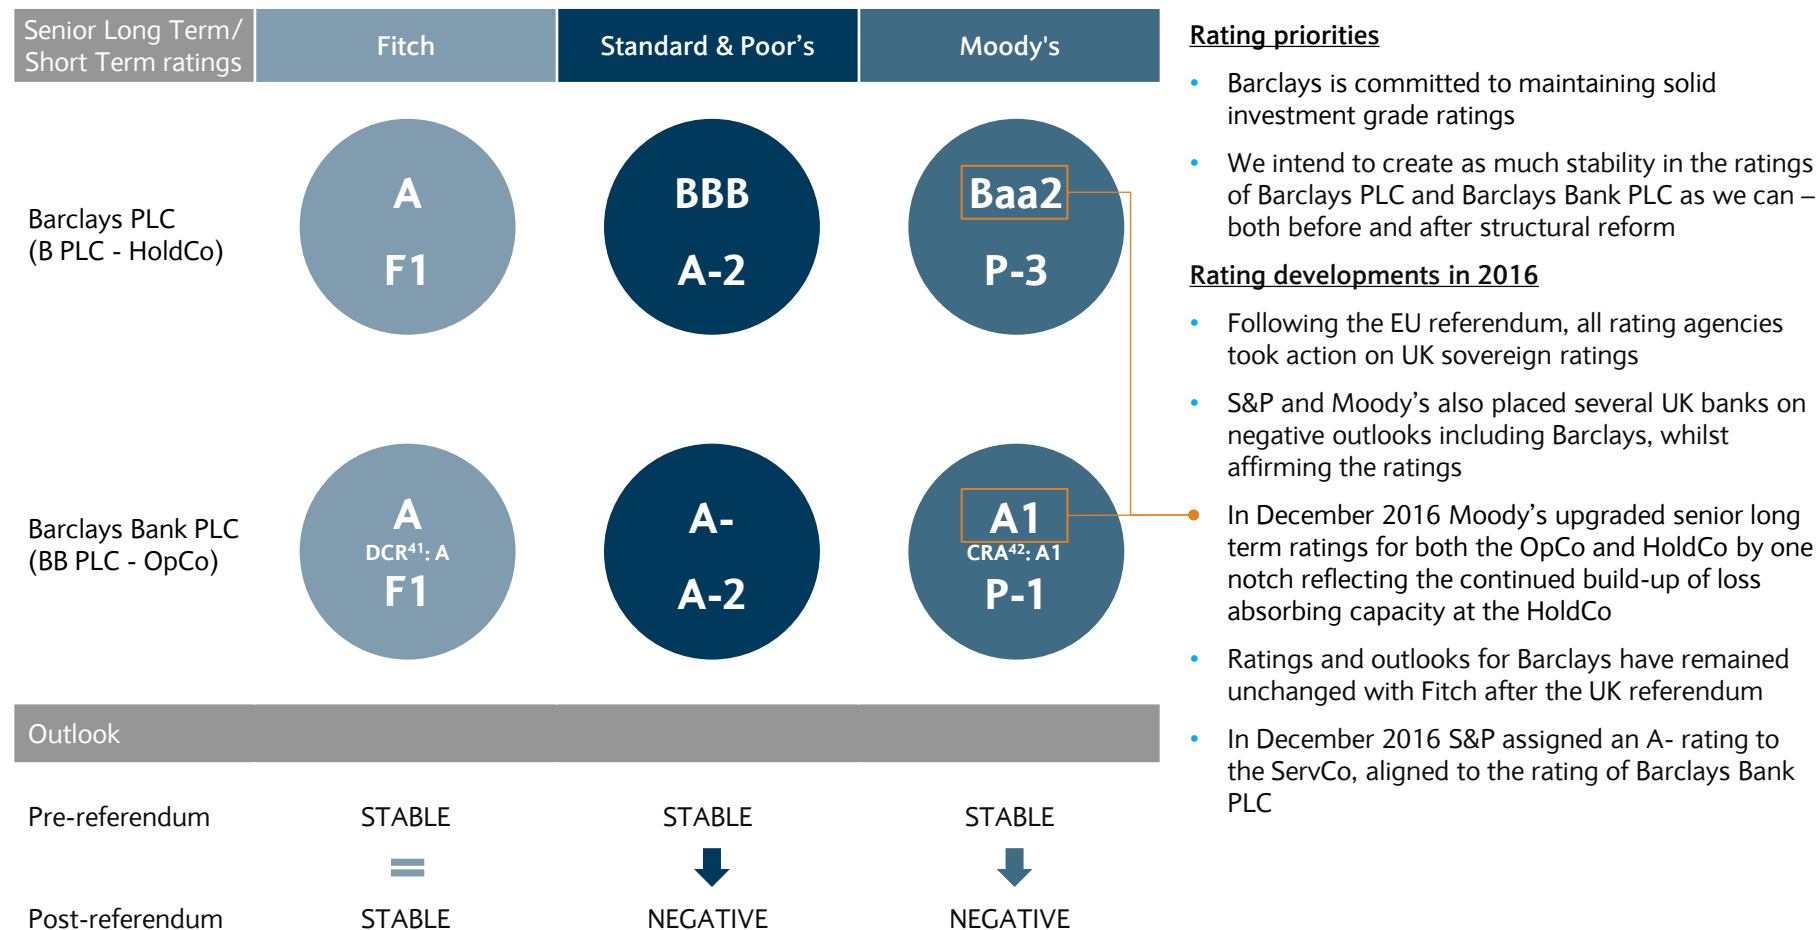 Senior Long Term/
Short Term ratings
Fitch
Standard & Poor’s
Moody's
Barclays PLC
(B PLC - HoldCo)
A
F1
BBB
A-2
Baa2
P-3
Barclays Bank PLC
(BB PLC - OpCo)
A
DCR⁴¹: A
F1
A-
A-2
A1
CRA⁴²: A1
P-1
Outlook
Pre-referendum
STABLE
STABLE
STABLE
Post-referendum
STABLE
NEGATIVE
NEGATIVE
Rating priorities
• Barclays is committed to maintaining solid
investment grade ratings
• We intend to create as much stability in the ratings
of Barclays PLC and Barclays Bank PLC as we can –
both before and after structural reform
Rating developments in 2016
• Following the EU referendum, all rating agencies
took action on UK sovereign ratings
• S&P and Moody’s also placed several UK banks on
negative outlooks including Barclays, whilst
affirming the ratings
• In December 2016 Moody’s upgraded senior long
term ratings for both the OpCo and HoldCo by one
notch reflecting the continued build-up of loss
absorbing capacity at the HoldCo
• Ratings and outlooks for Barclays have remained
unchanged with Fitch after the UK referendum
• In December 2016 S&P assigned an A- rating to
the ServCo, aligned to the rating of Barclays Bank
PLC